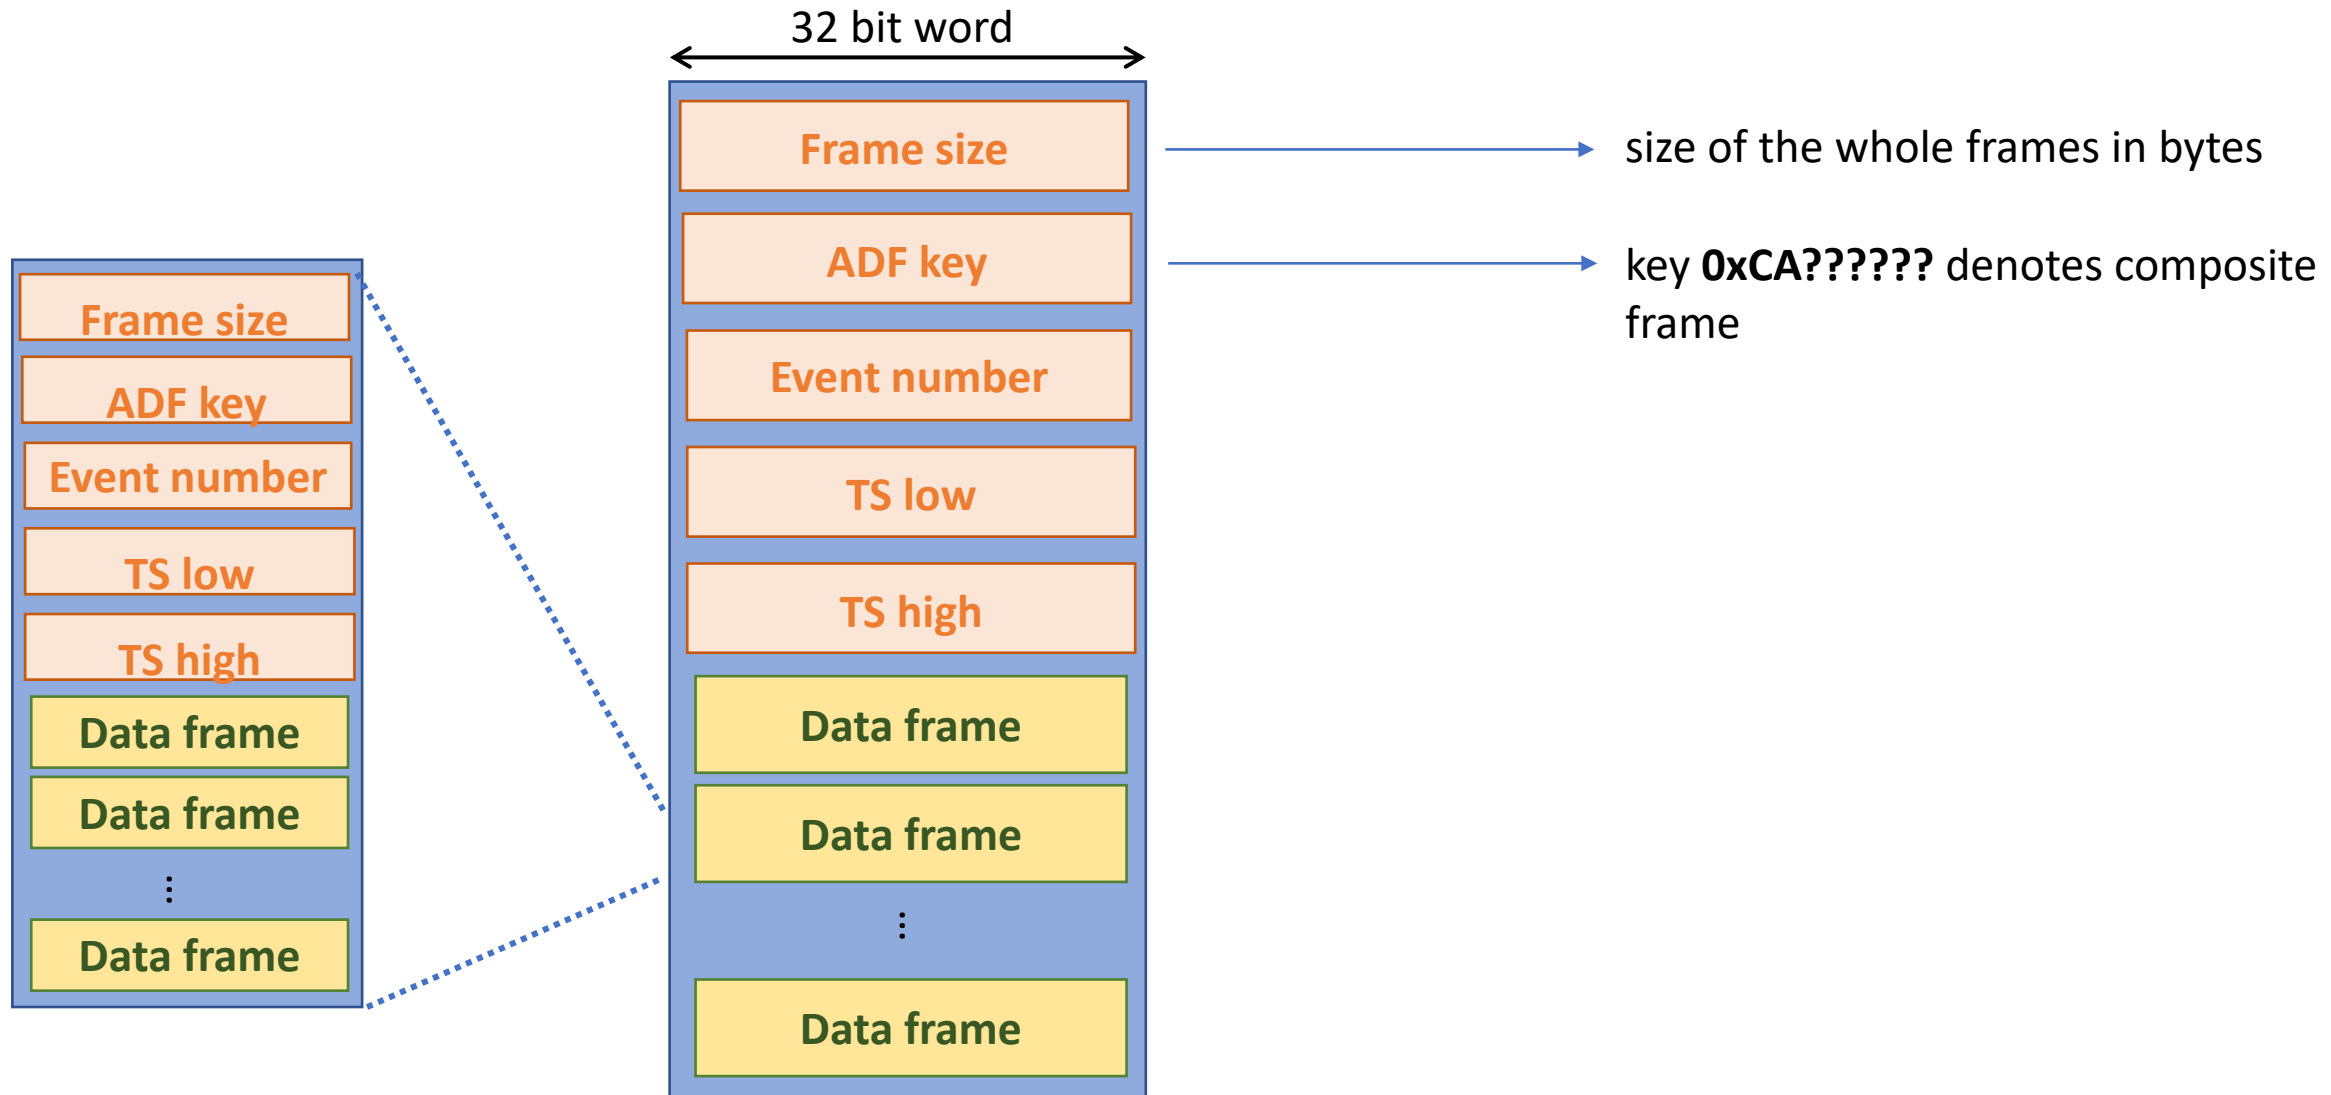 32 bit word
Frame size
size of the whole frames in bytes
ADF key
key 0xCA?????? denotes composite
frame
Event number
TS low
TS high
Data frame
Data frame
⋮
Data frame
Frame size
ADF key
Event number
TS low
TS high
Data frame
Data frame
⋮
Data frame